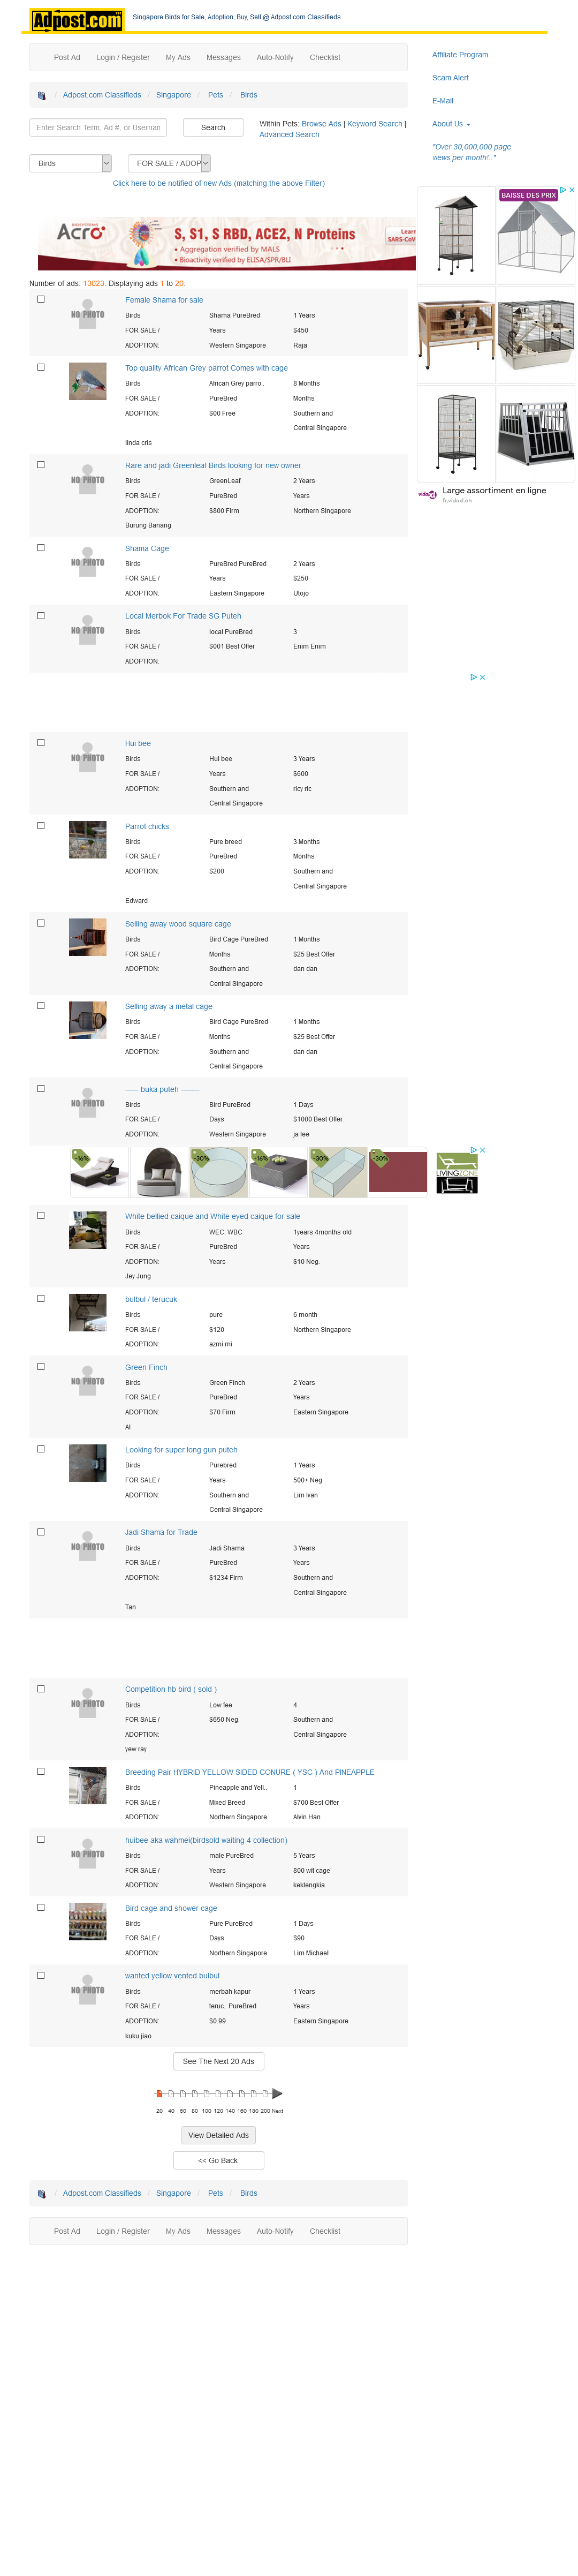 Adpost.com
Singapore Birds for Sale, Adoption, Buy, Sell @ Adpost.com Classifieds
Post Ad Login / Register My Ads Messages Auto-Notify Checklist
Affiliate Program
Scam Alert
E-Mail
About Us
"Over 30,000,000 page
views per month!.."
/ Adpost.com Classifieds / Singapore / Pets / Birds
Enter Search Term, Ad #, or Usernam
Search
Within Pets: Browse Ads | Keyword Search |
Advanced Search
Birds
FOR SALE / ADOP
Click here to be notified of new Ads (matching the above Filter)
BAISSE DES PRIX
Large assortiment en ligne
fr.vidaxl.ch
Acro
S, S1, S RBD, ACE2, N Proteins
• Aggregation verified by MALS
• Bioactivity verified by ELISA/SPR/BLI
Learn
SARS-CoV
Number of ads: 13023. Displaying ads 1 to 20.
NO PHOTO
Female Shama for sale
Birds Shama PureBred 1 Years
FOR SALE / Years $450
ADOPTION: Western Singapore Raja
Top quality African Grey parrot Comes with cage
Birds African Grey parro.. 8 Months
FOR SALE / PureBred Months
ADOPTION: $00 Free Southern and
Central Singapore
linda cris
NO PHOTO
Rare and jadi Greenleaf Birds looking for new owner
Birds GreenLeaf 2 Years
FOR SALE / PureBred Years
ADOPTION: $800 Firm Northern Singapore
Burung Banang
NO PHOTO
Shama Cage
Birds PureBred PureBred 2 Years
FOR SALE / Years $250
ADOPTION: Eastern Singapore Utojo
NO PHOTO
Local Merbok For Trade SG Puteh
Birds local PureBred 3
FOR SALE / $001 Best Offer Enim Enim
ADOPTION:
NO PHOTO
Hui bee
Birds Hui bee 3 Years
FOR SALE / Years $600
ADOPTION: Southern and ricy ric
Central Singapore
Parrot chicks
Birds Pure breed 3 Months
FOR SALE / PureBred Months
ADOPTION: $200 Southern and
Central Singapore
Edward
Selling away wood square cage
Birds Bird Cage PureBred 1 Months
FOR SALE / Months $25 Best Offer
ADOPTION: Southern and dan dan
Central Singapore
Selling away a metal cage
Birds Bird Cage PureBred 1 Months
FOR SALE / Months $25 Best Offer
ADOPTION: Southern and dan dan
Central Singapore
NO PHOTO
------ buka puteh --------
Birds Bird PureBred 1 Days
FOR SALE / Days $1000 Best Offer
ADOPTION: Western Singapore ja lee
-16% -30% -16% -30% -30%
LIVINGZONE
White bellied caique and White eyed caique for sale
Birds WEC, WBC 1years 4months old
FOR SALE / PureBred Years
ADOPTION: Years $10 Neg.
Jey Jung
bulbul / terucuk
Birds pure 6 month
FOR SALE / $120 Northern Singapore
ADOPTION: azmi mi
NO PHOTO
Green Finch
Birds Green Finch 2 Years
FOR SALE / PureBred Years
ADOPTION: $70 Firm Eastern Singapore
Al
Looking for super long gun puteh
Birds Purebred 1 Years
FOR SALE / Years 500+ Neg.
ADOPTION: Southern and Lim Ivan
Central Singapore
NO PHOTO
Jadi Shama for Trade
Birds Jadi Shama 3 Years
FOR SALE / PureBred Years
ADOPTION: $1234 Firm Southern and
Central Singapore
Tan
NO PHOTO
Competition hb bird ( sold )
Birds Low fee 4
FOR SALE / $650 Neg. Southern and
ADOPTION: Central Singapore
yew ray
Breeding Pair HYBRID YELLOW SIDED CONURE ( YSC ) And PINEAPPLE
Birds Pineapple and Yell.. 1
FOR SALE / Mixed Breed $700 Best Offer
ADOPTION: Northern Singapore Alvin Han
NO PHOTO
huibee aka wahmei(birdsold waiting 4 collection)
Birds male PureBred 5 Years
FOR SALE / Years 800 wit cage
ADOPTION: Western Singapore keklengkia
Bird cage and shower cage
Birds Pure PureBred 1 Days
FOR SALE / Days $90
ADOPTION: Northern Singapore Lim Michael
NO PHOTO
wanted yellow vented bulbul
Birds merbah kapur 1 Years
FOR SALE / teruc.. PureBred Years
ADOPTION: $0.99 Eastern Singapore
kuku jiao
See The Next 20 Ads
20 40 60 80 100 120 140 160 180 200 Next
View Detailed Ads
<< Go Back
/ Adpost.com Classifieds / Singapore / Pets / Birds
Post Ad Login / Register My Ads Messages Auto-Notify Checklist